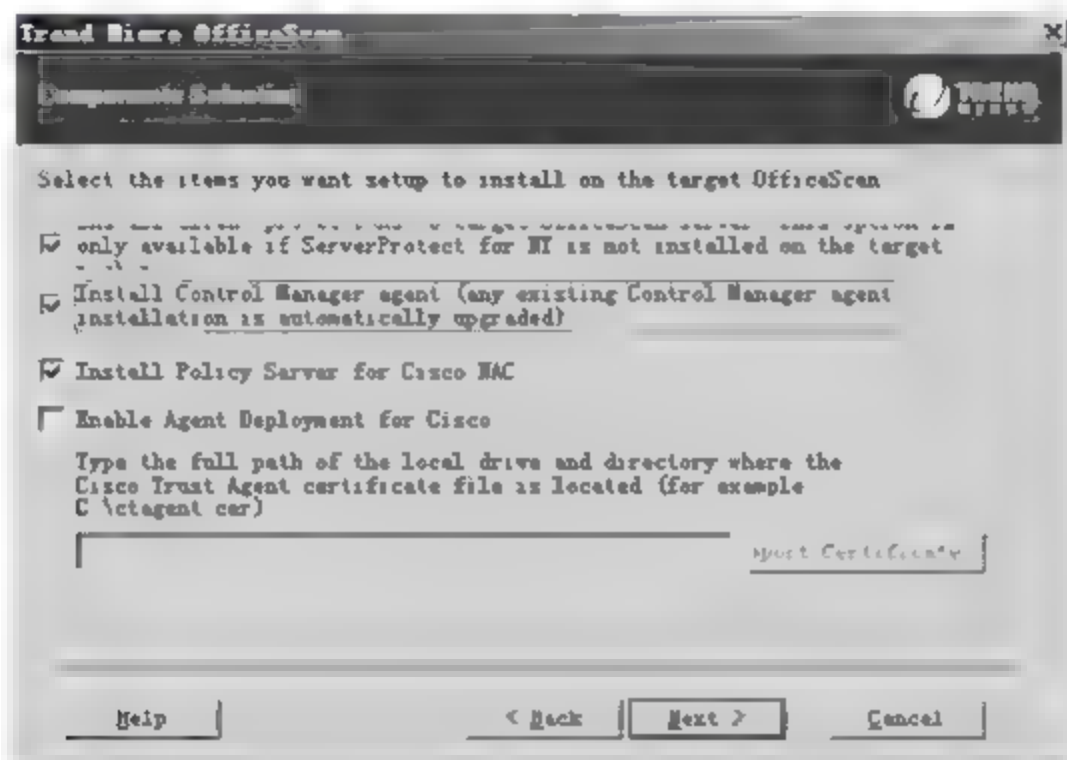 Trend Micro OfficeScan
Select the items you want setup to install on the target OfficeScan
only available if ServerProtect for NT is not installed on the target
Install Control Manager agent (any existing Control Manager agent
installation is automatically upgraded)
Install Policy Server for Cisco NAC
Enable Agent Deployment for Cisco
Type the full path of the local drive and directory where the
Cisco Trust Agent certificate file is located (for example
C \ctagent cer)
Certificate
Help
< Back
Next >
Cancel